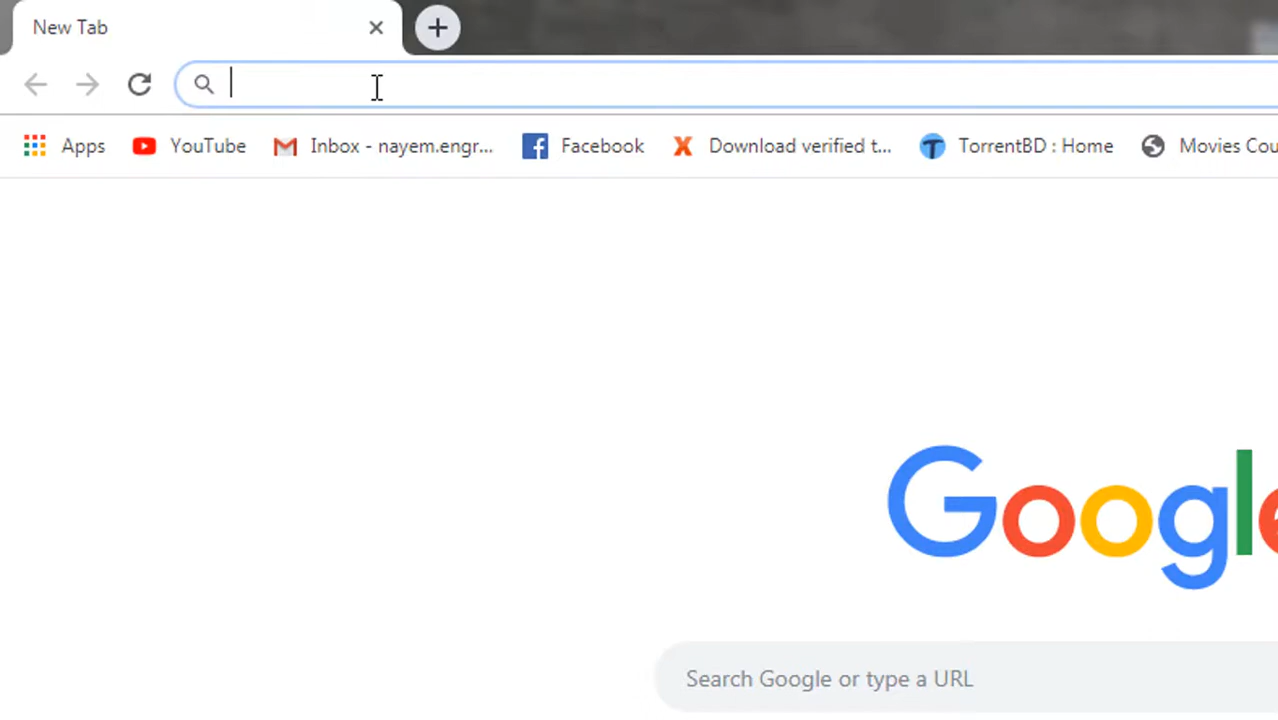 New Tab
Apps YouTube Inbox - nayem.engr... Facebook Download verified t... TorrentBD : Home Movies Cou
Google
Search Google or type a URL